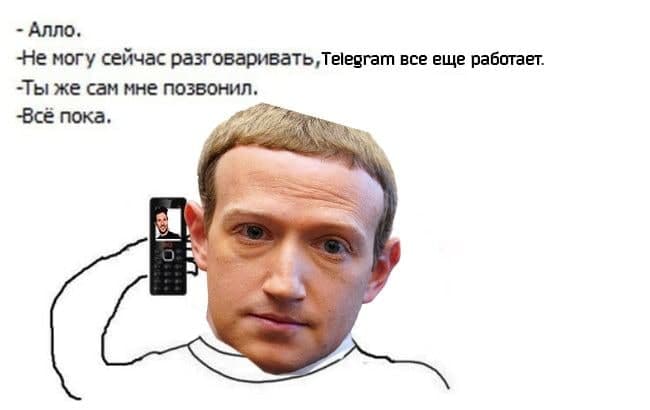 - Алло.
-Не могу сейчас разговаривать,Telegram все еще работает.
-Ты же сам мне позвонил.
-Всё пока.